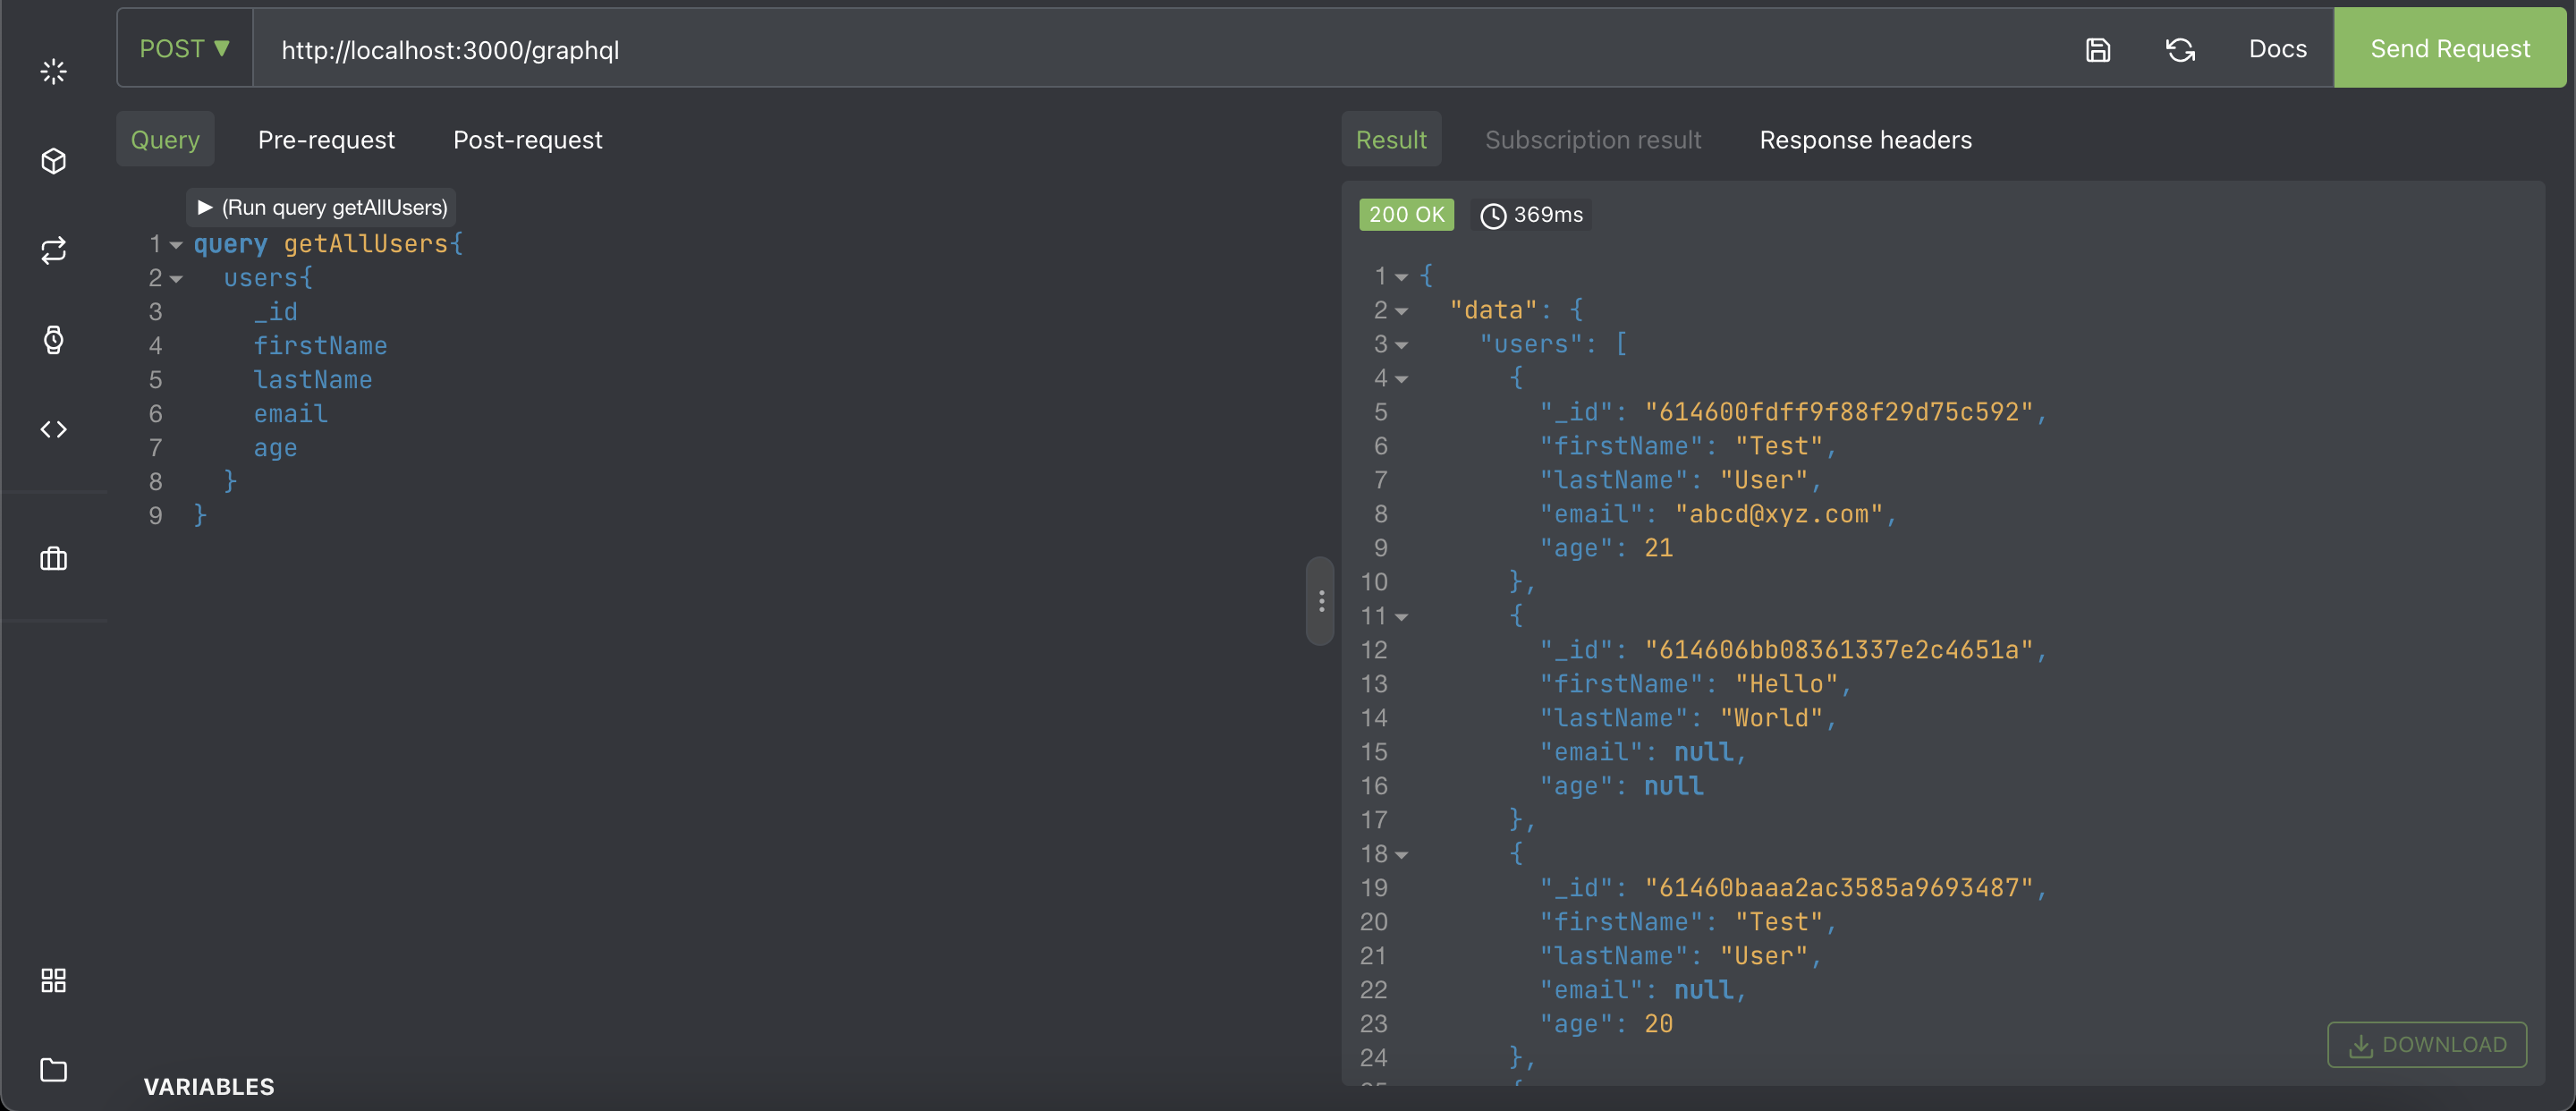 POST ▼ http://localhost:3000/graphql Docs Send Request
Query Pre-request Post-request
▶ (Run query getAllUsers)
1 query getAllUsers{
2 users{
3 _id
4 firstName
5 lastName
6 email
7 age
8 }
9 }
VARIABLES
Result Subscription result Response headers
200 OK 369ms
1 {
2 "data": {
3 "users": [
4 {
5 "_id": "614600fdff9f88f29d75c592",
6 "firstName": "Test",
7 "lastName": "User",
8 "email": "abcd@xyz.com",
9 "age": 21
10 },
11 {
12 "_id": "614606bb08361337e2c4651a",
13 "firstName": "Hello",
14 "lastName": "World",
15 "email": null,
16 "age": null
17 },
18 {
19 "_id": "61460baaa2ac3585a9693487",
20 "firstName": "Test",
21 "lastName": "User",
22 "email": null,
23 "age": 20
24 },
DOWNLOAD